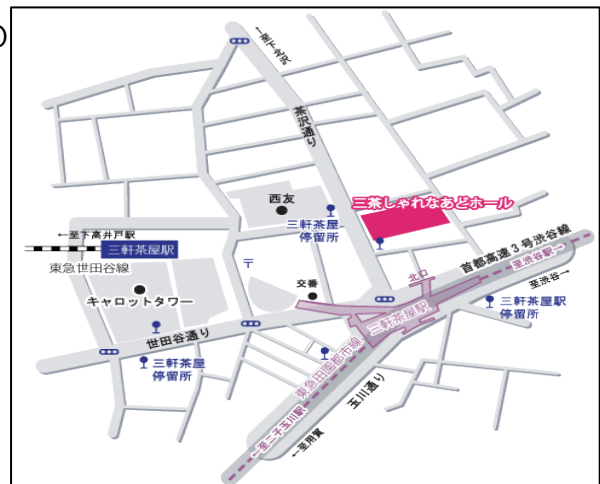 ←至下北沢
茶沢通り
西友
三軒茶屋
停留所
三茶しゃれなあどホール
←至下高井戸駅
三軒茶屋駅
東急世田谷線
〒
交番
北口
首都高速3号渋谷線
至渋谷駅→
至渋谷→
キャロットタワー
三軒茶屋駅
三軒茶屋駅
停留所
世田谷通り
三軒茶屋
停留所
東急田園都市線
玉川通り
←至二子玉川駅
←至用賀